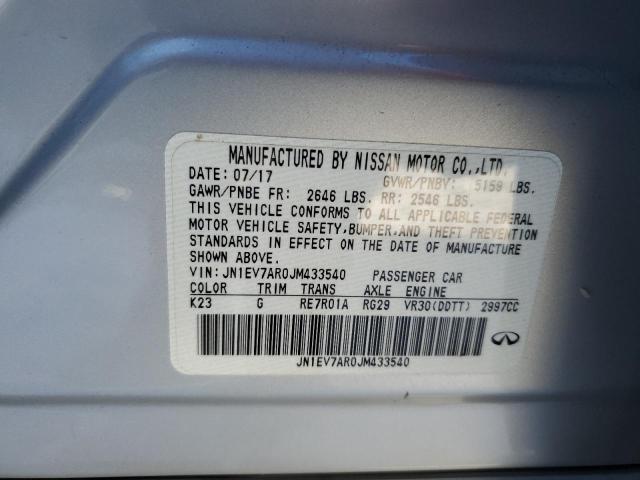 MANUFACTURED BY NISSAN MOTOR CO.,LTD.
DATE: 07/17 GVWR/PNBV: 5159 LBS.
GAWR/PNBE FR: 2646 LBS. RR: 2546 LBS.
THIS VEHICLE CONFORMS TO ALL APPLICABLE FEDERAL
MOTOR VEHICLE SAFETY, BUMPER, AND THEFT PREVENTION
STANDARDS IN EFFECT ON THE DATE OF MANUFACTURE
SHOWN ABOVE.
VIN: JN1EV7AR0JM433540 PASSENGER CAR
COLOR TRIM TRANS AXLE ENGINE
K23 G RE7R01A RG29 VR30(DDTT) 2997CC
JN1EV7AR0JM433540